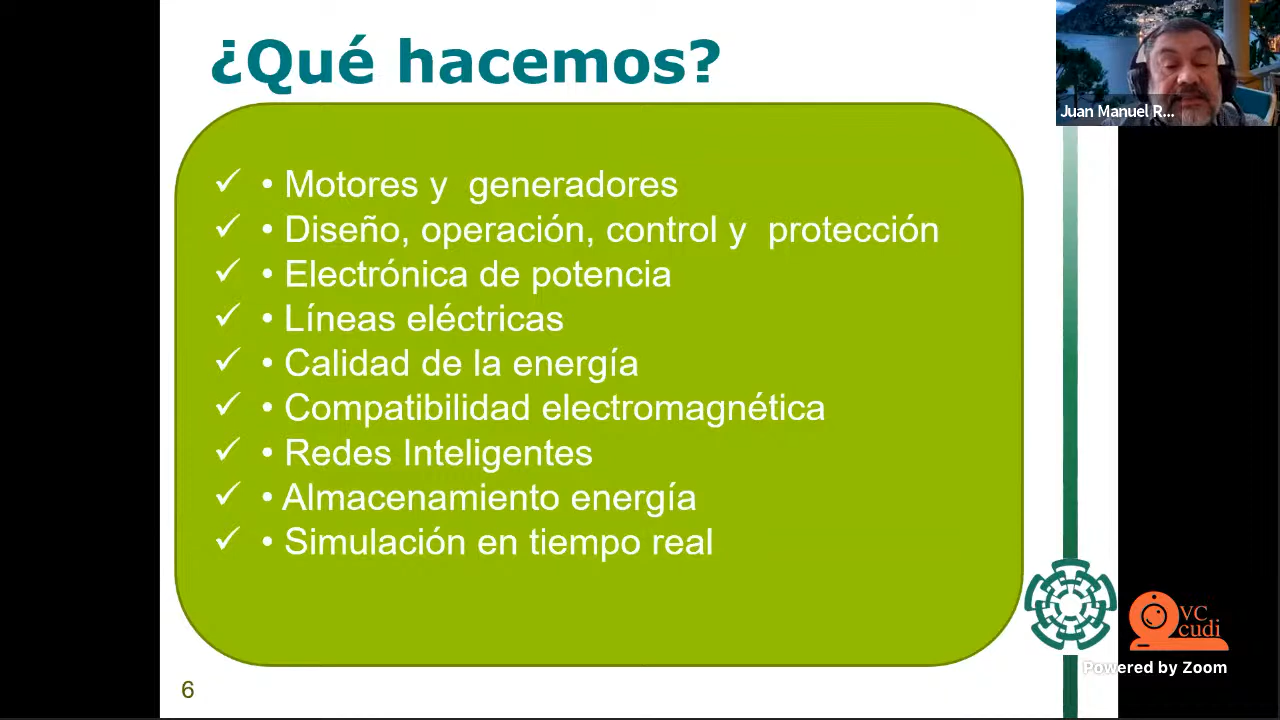 ¿Qué hacemos?
Juan Manuel R...
✓ • Motores y  generadores
✓ • Diseño, operación, control y  protección
✓ • Electrónica de potencia
✓ • Líneas eléctricas
✓ • Calidad de la energía
✓ • Compatibilidad electromagnética
✓ • Redes Inteligentes
✓ • Almacenamiento energía
✓ • Simulación en tiempo real
VC
cudi
Powered by Zoom
6